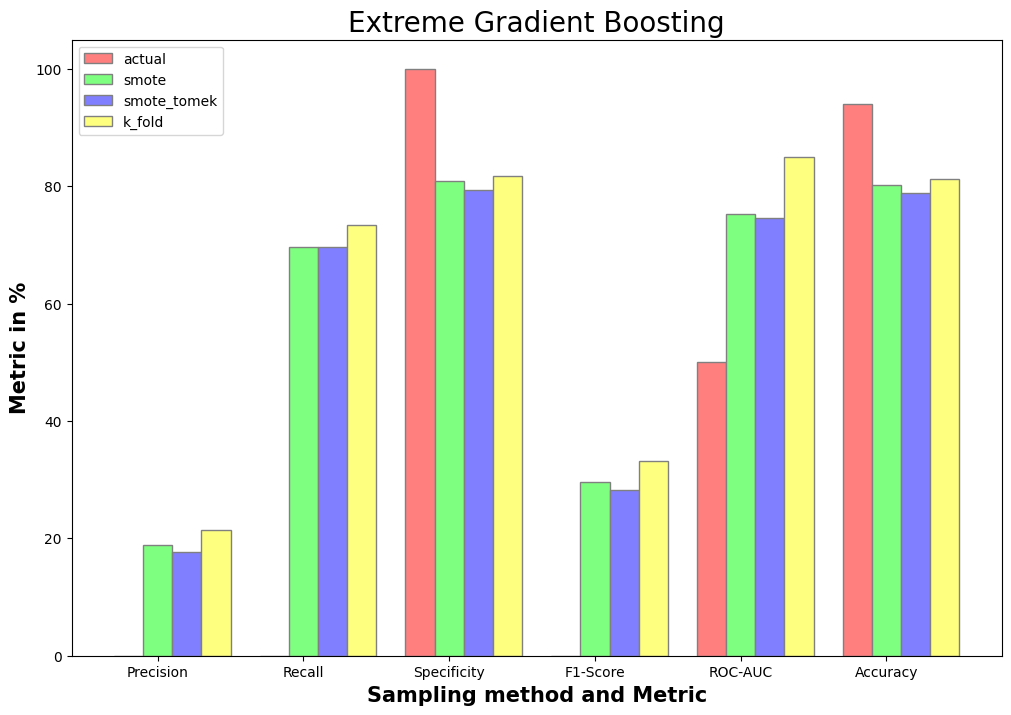 Extreme Gradient Boosting
actual
smote
smote_tomek
k_fold
100
80
60
40
20
0
Metric in %
Precision Recall Specificity F1-Score ROC-AUC Accuracy
Sampling method and Metric